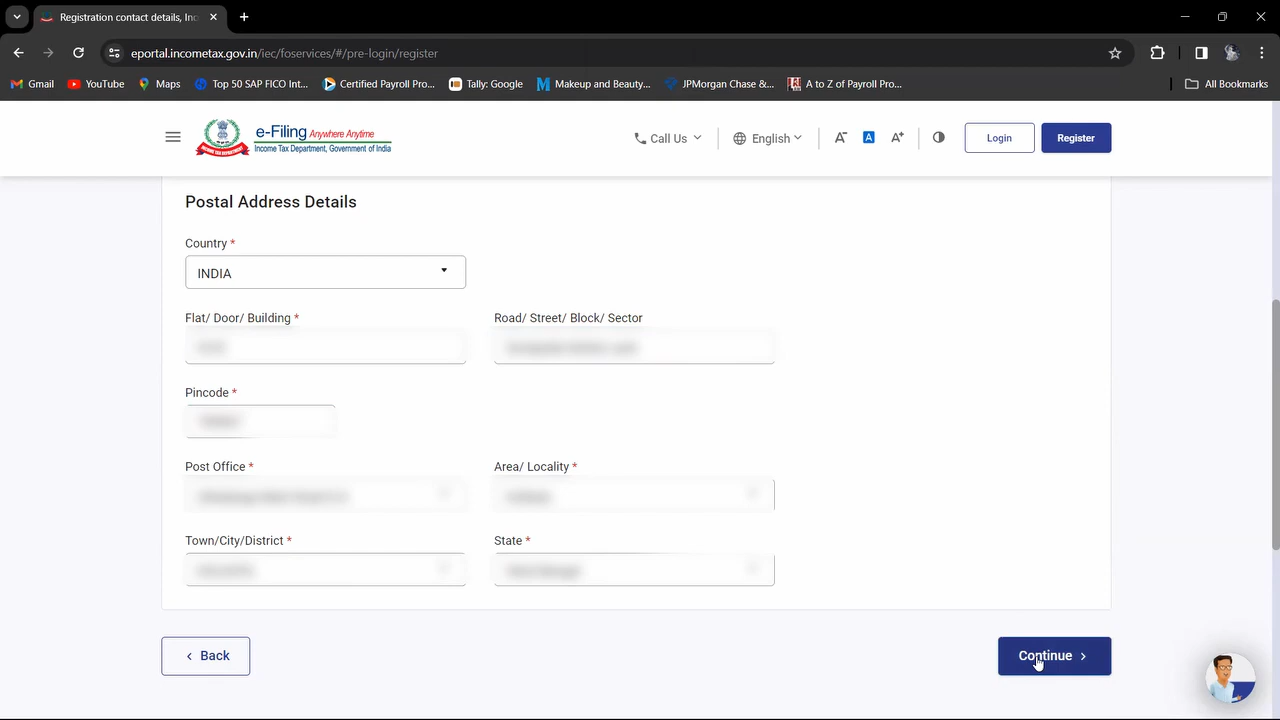 Registration contact details, Inc
eportal.incometax.gov.in/iec/foservices/#/pre-login/register
Gmail YouTube Maps Top 50 SAP FICO Int... Certified Payroll Pro... Tally: Google Makeup and Beauty... JPMorgan Chase &... A to Z of Payroll Pro... All Bookmarks
e-Filing Anywhere Anytime
Income Tax Department, Government of India
Call Us English A- A A+ Login Register
Postal Address Details
Country *
INDIA
Flat/ Door/ Building * Road/ Street/ Block/ Sector
Pincode *
Post Office * Area/ Locality *
Town/City/District * State *
< Back Continue >